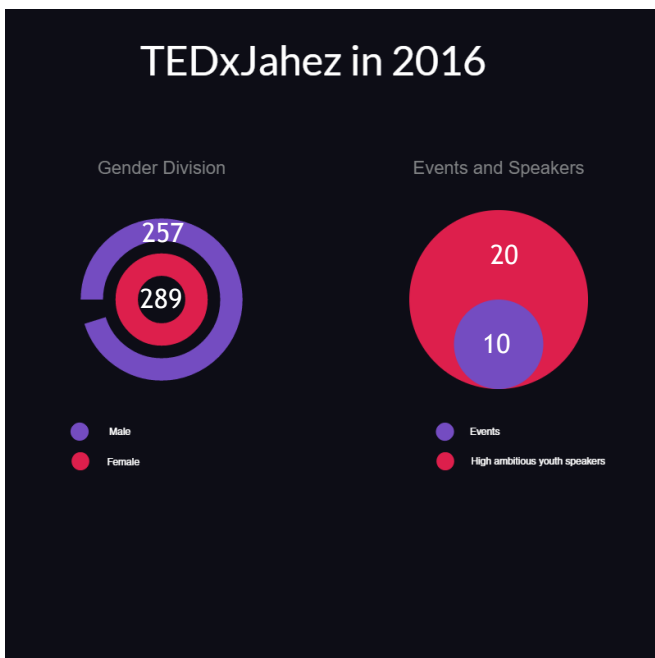 TEDxJahez in 2016
Gender Division
257
289
Male
Female
Events and Speakers
20
10
Events
High ambitious youth speakers